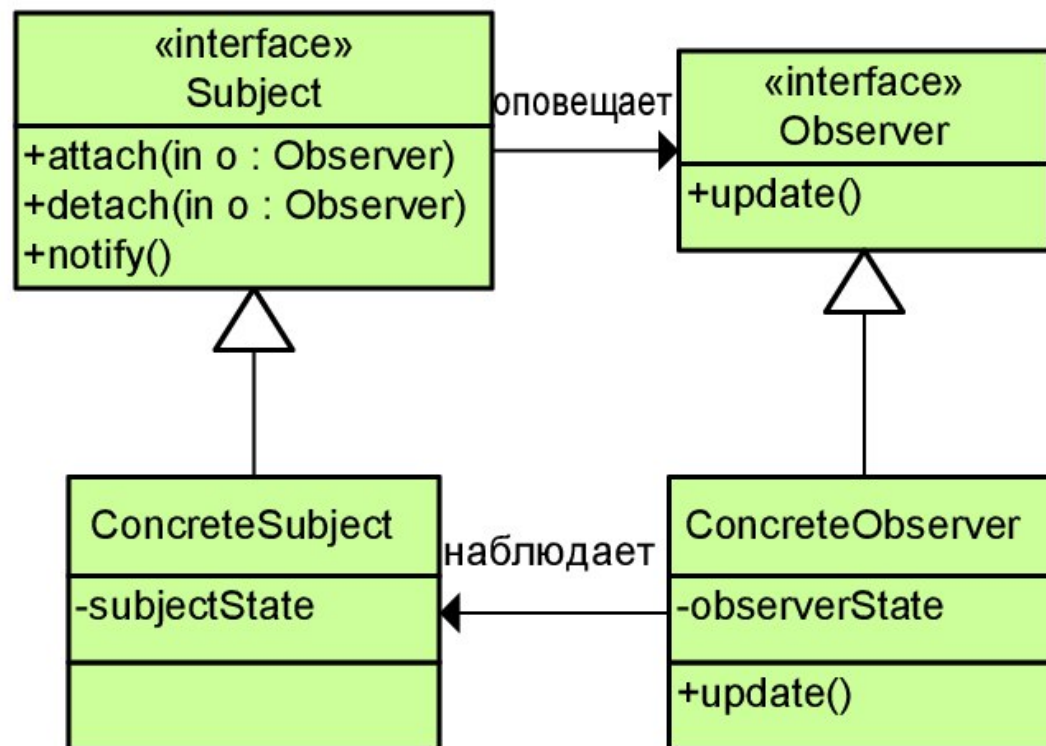 «interface»
Subject
+attach(in o : Observer)
+detach(in o : Observer)
+notify()
оповещает
«interface»
Observer
+update()
ConcreteSubject
-subjectState
наблюдает
ConcreteObserver
-observerState
+update()